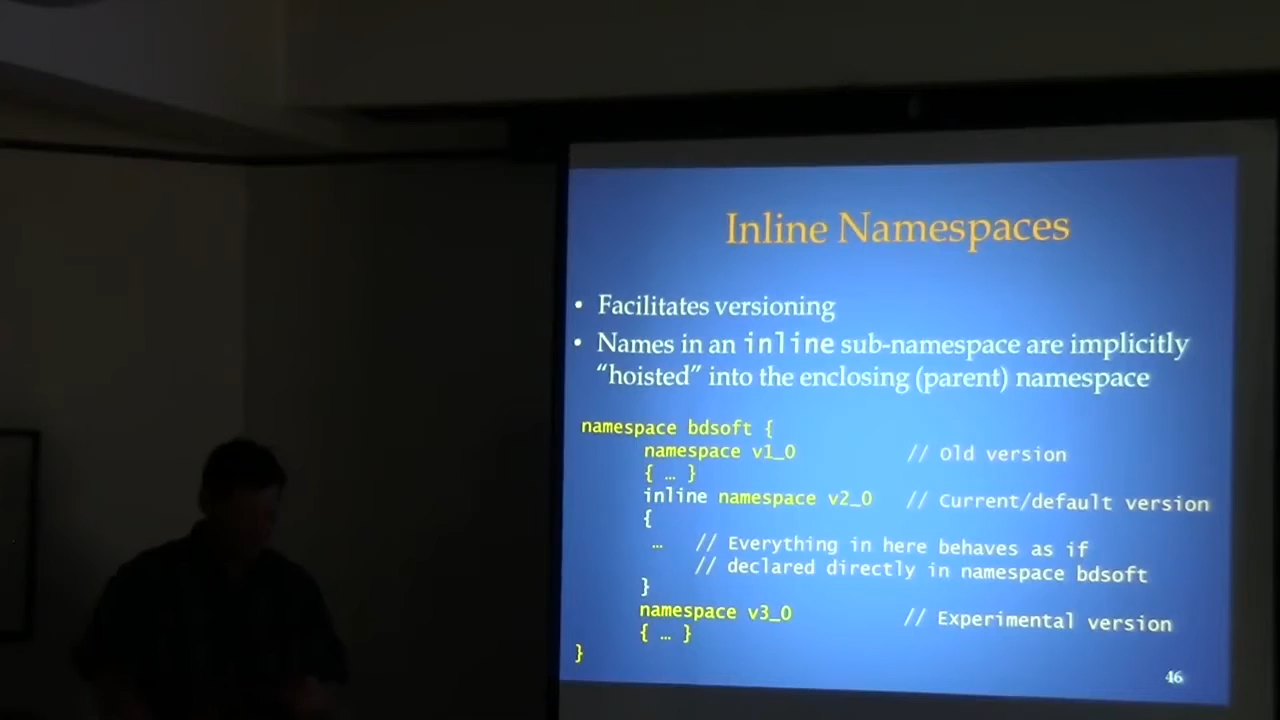 Inline Namespaces
• Facilitates versioning
• Names in an inline sub-namespace are implicitly
“hoisted” into the enclosing (parent) namespace
namespace bdsoft {
namespace v1_0 // Old version
{ … }
inline namespace v2_0 // Current/default version
{
… // Everything in here behaves as if
// declared directly in namespace bdsoft
}
namespace v3_0 // Experimental version
{ … }
}
46